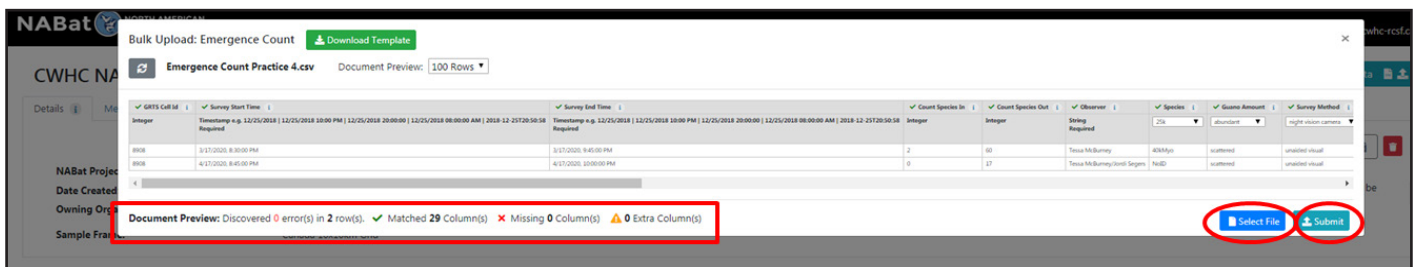 NABat NORTH AMERICAN
Bulk Upload: Emergence Count Download Template ×
Emergence Count Practice 4.csv Document Preview: 100 Rows
CWHC NA
Details Me
GRTS Cell Id Survey Start Time Survey End Time Count Species In Count Species Out Observer Species Guano Amount Survey Method
Integer Timestamp e.g. 12/25/2018 | 12/25/2018 10:00 PM | 12/25/2018 20:00:00 | 12/25/2018 08:00:00 AM | 2018-12-25T20:50:58 Timestamp e.g. 12/25/2018 | 12/25/2018 10:00 PM | 12/25/2018 20:00:00 | 12/25/2018 08:00:00 AM | 2018-12-25T20:50:58 Integer Integer String 25k abundant night vision camera
Required Required Required
8908 3/17/2020, 8:30:00 PM 3/17/2020, 9:45:00 PM 2 60 Tessa McBurney 40kMyo scattered unaided visual
8908 4/17/2020, 8:45:00 PM 4/17/2020, 10:00:00 PM 0 17 Tessa McBurney/Jordi Segers NoID scattered unaided visual
NABat Projec
Date Created be
Owning Orga
Document Preview: Discovered 0 error(s) in 2 row(s). Matched 29 Column(s) Missing 0 Column(s) 0 Extra Column(s) Select File Submit
Sample Frame: